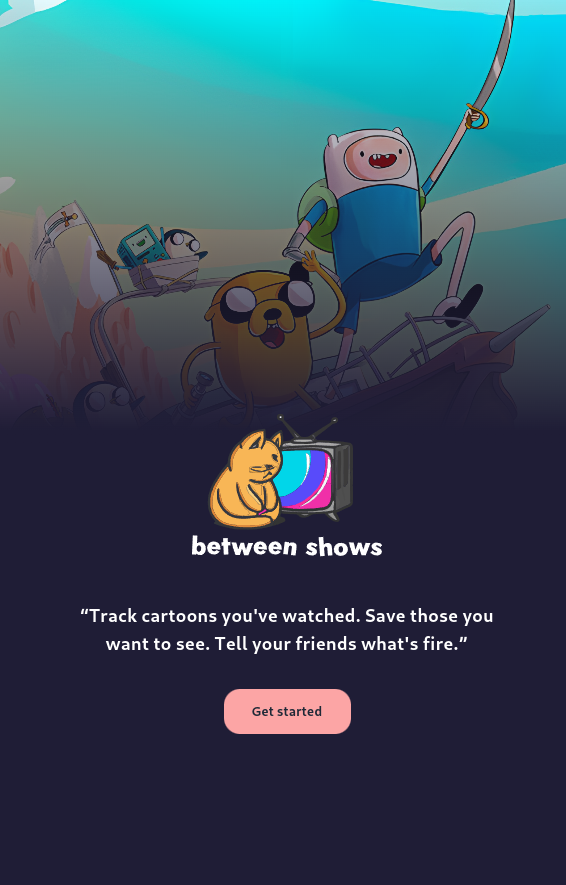 between shows
“Track cartoons you've watched. Save those you
want to see. Tell your friends what's fire.”
Get started